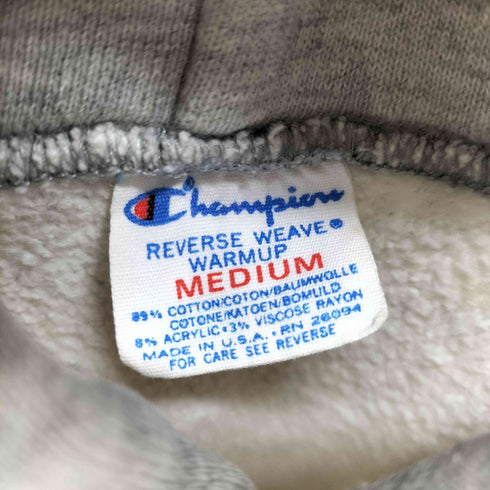 Champion
REVERSE WEAVE®
WARMUP
MEDIUM
89% COTTON/COTON/BAUMWOLLE
COTONE/KATOEN/BOMULD
8% ACRYLIC•3% VISCOSE RAYON
MADE IN U.S.A.•RN 26094
FOR CARE SEE REVERSE